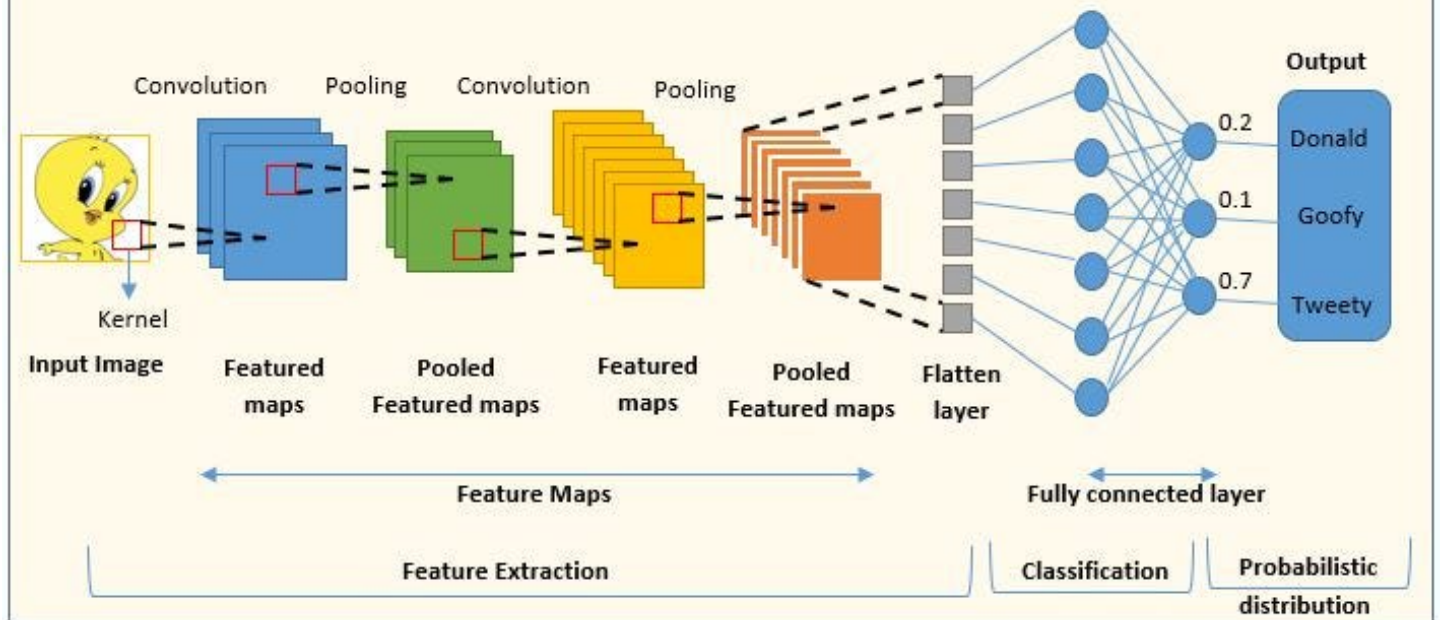 Convolution
Pooling
Convolution
Pooling
Output
0.2
Donald
0.1
Goofy
0.7
Tweety
Kernel
Input Image
Featured
maps
Pooled
Featured maps
Featured
maps
Pooled
Featured maps
Flatten
layer
Feature Maps
Fully connected layer
Feature Extraction
Classification
Probabilistic
distribution